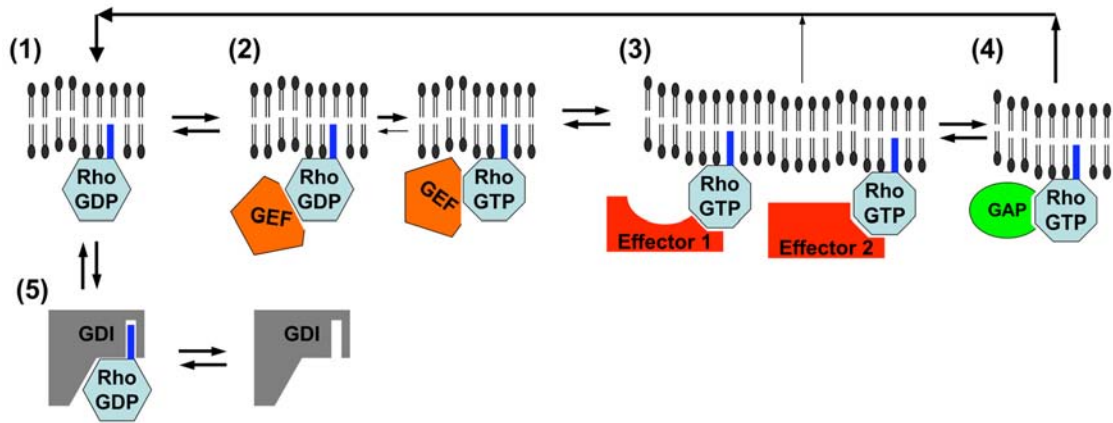 (1)
(2)
(3)
(4)
Rho
GDP
GEF
Rho
GDP
GEF
Rho
GTP
Rho
GTP
Effector 1
Rho
GTP
Effector 2
GAP
Rho
GTP
(5)
GDI
Rho
GDP
GDI